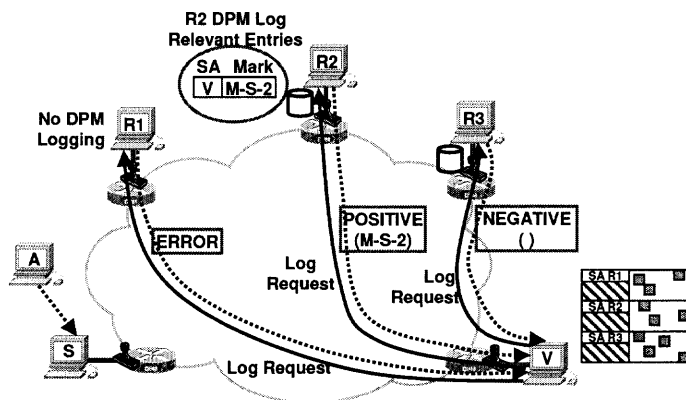 R2 DPM Log
Relevant Entries
SA Mark
V M-S-2
R2
No DPM
Logging
R1
R3
ERROR
POSITIVE
(M-S-2)
NEGATIVE
( )
A
Log
Request
Log
Request
SA R1
SA R2
SA R3
S
Log Request
V